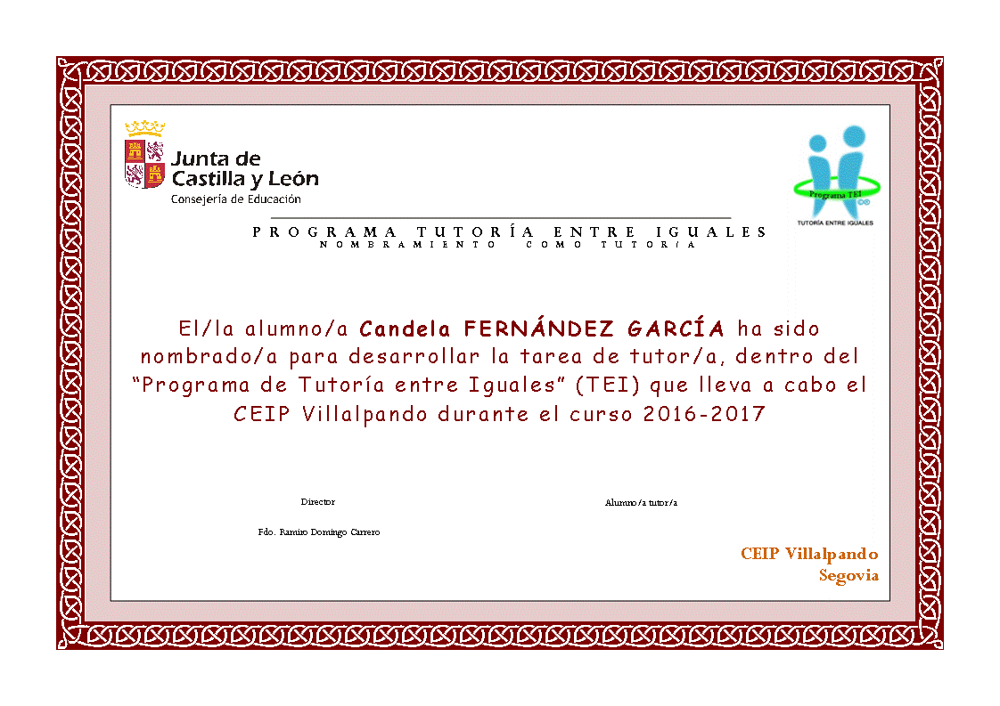 Junta de
Castilla y León
Consejería de Educación
Programa TEI
©®
TUTORÍA ENTRE IGUALES
PROGRAMA TUTORÍA ENTRE IGUALES
NOMBRAMIENTO COMO TUTOR/A
El/la alumno/a Candela FERNÁNDEZ GARCÍA ha sido
nombrado/a para desarrollar la tarea de tutor/a, dentro del
“Programa de Tutoría entre Iguales” (TEI) que lleva a cabo el
CEIP Villalpando durante el curso 2016-2017
Director
Alumno/a tutor/a
Fdo. Ramiro Domingo Carrero
CEIP Villalpando
Segovia